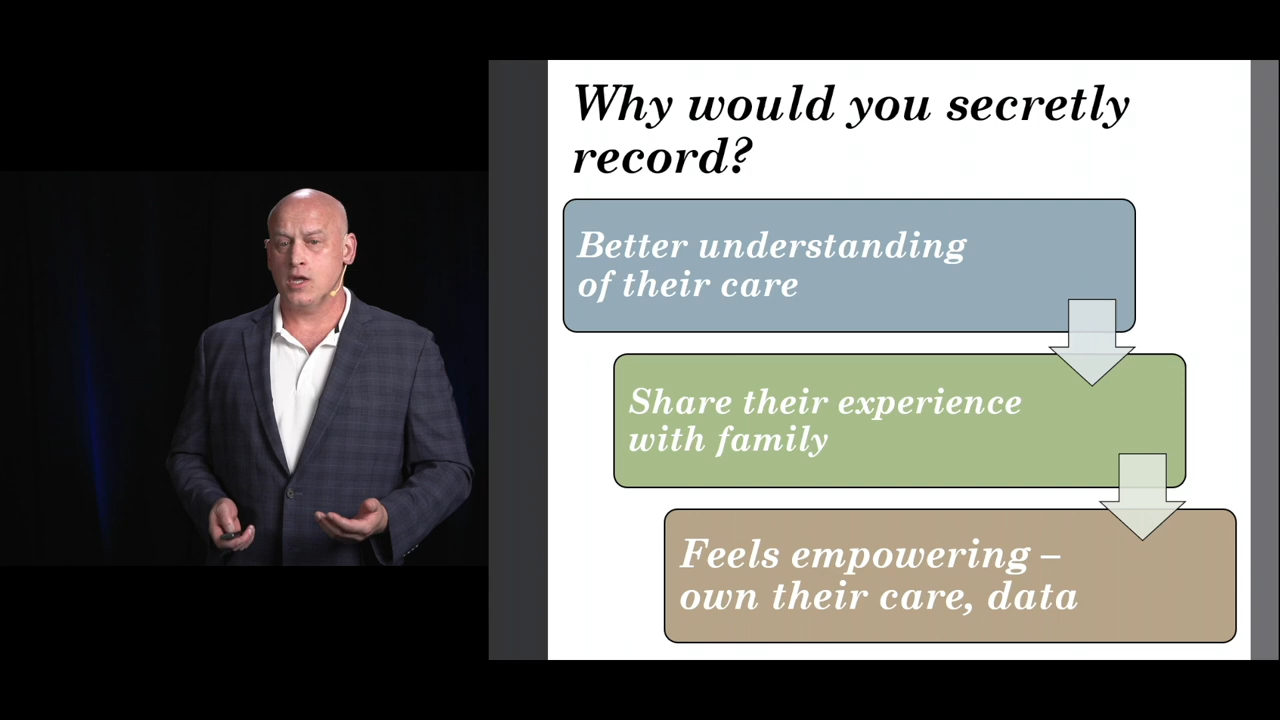 Why would you secretly
record?
Better understanding
of their care
Share their experience
with family
Feels empowering –
own their care, data